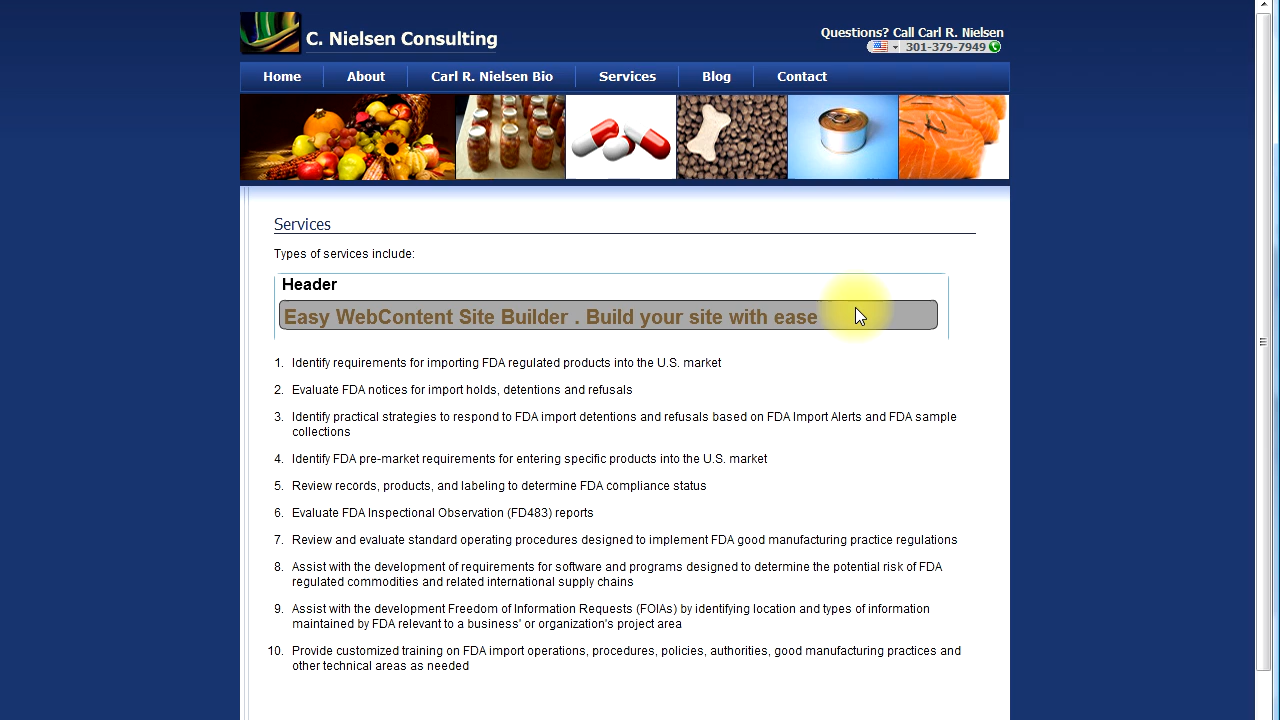 C. Nielsen Consulting
Questions? Call Carl R. Nielsen
301-379-7949
Home About Carl R. Nielsen Bio Services Blog Contact
Services
Types of services include:
Header
Easy WebContent Site Builder . Build your site with ease
1. Identify requirements for importing FDA regulated products into the U.S. market
2. Evaluate FDA notices for import holds, detentions and refusals
3. Identify practical strategies to respond to FDA import detentions and refusals based on FDA Import Alerts and FDA sample
collections
4. Identify FDA pre-market requirements for entering specific products into the U.S. market
5. Review records, products, and labeling to determine FDA compliance status
6. Evaluate FDA Inspectional Observation (FD483) reports
7. Review and evaluate standard operating procedures designed to implement FDA good manufacturing practice regulations
8. Assist with the development of requirements for software and programs designed to determine the potential risk of FDA
regulated commodities and related international supply chains
9. Assist with the development Freedom of Information Requests (FOIAs) by identifying location and types of information
maintained by FDA relevant to a business' or organization's project area
10. Provide customized training on FDA import operations, procedures, policies, authorities, good manufacturing practices and
other technical areas as needed